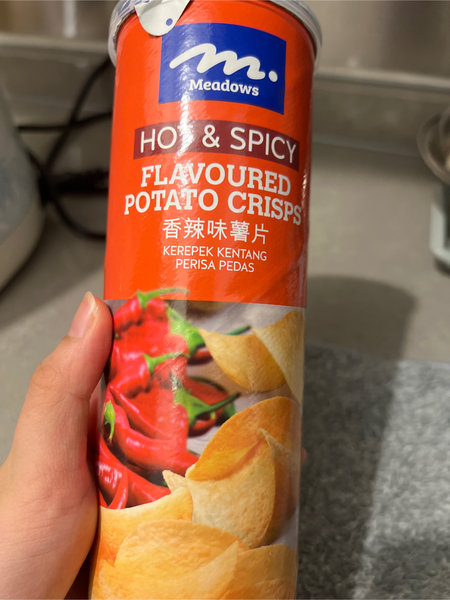 m.
Meadows
HOT & SPICY
FLAVOURED
POTATO CRISPS
香辣味薯片
KEREPEK KENTANG
PERISA PEDAS